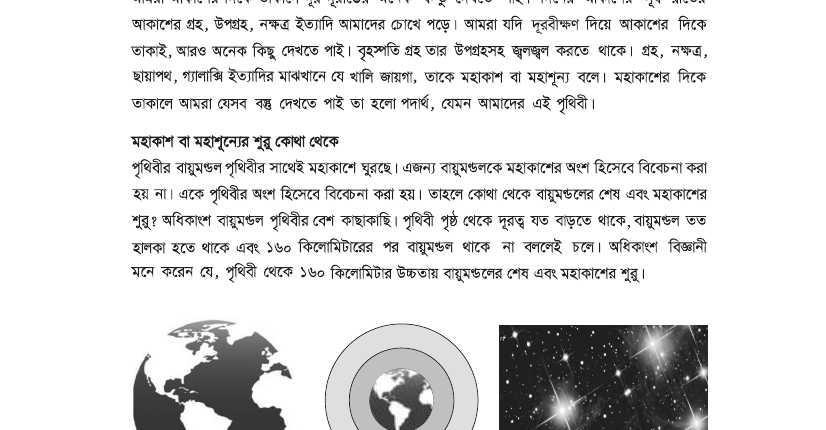 আকাশের গ্রহ, উপগ্রহ, নক্ষত্র ইত্যাদি আমাদের চোখে পড়ে। আমরা যদি দূরবীক্ষণ দিয়ে আকাশের দিকে
তাকাই, আরও অনেক কিছু দেখতে পাই। বৃহস্পতি গ্রহ তার উপগ্রহসহ জ্বলজ্বল করতে থাকে। গ্রহ, নক্ষত্র,
ছায়াপথ, গ্যালাক্সি ইত্যাদির মাঝখানে যে খালি জায়গা, তাকে মহাকাশ বা মহাশূন্য বলে। মহাকাশের দিকে
তাকালে আমরা যেসব বস্তু দেখতে পাই তা হলো পদার্থ, যেমন আমাদের এই পৃথিবী।
মহাকাশ বা মহাশূন্যের শুরু কোথা থেকে
পৃথিবীর বায়ুমণ্ডল পৃথিবীর সাথেই মহাকাশে ঘুরছে। এজন্য বায়ুমণ্ডলকে মহাকাশের অংশ হিসেবে বিবেচনা করা
হয় না। একে পৃথিবীর অংশ হিসেবে বিবেচনা করা হয়। তাহলে কোথা থেকে বায়ুমণ্ডলের শেষ এবং মহাকাশের
শুরু? অধিকাংশ বায়ুমণ্ডল পৃথিবীর বেশ কাছাকাছি। পৃথিবী পৃষ্ঠ থেকে দূরত্ব যত বাড়তে থাকে, বায়ুমণ্ডল তত
হালকা হতে থাকে এবং ১৬০ কিলোমিটারের পর বায়ুমণ্ডল থাকে না বললেই চলে। অধিকাংশ বিজ্ঞানী
মনে করেন যে, পৃথিবী থেকে ১৬০ কিলোমিটার উচ্চতায় বায়ুমণ্ডলের শেষ এবং মহাকাশের শুরু।